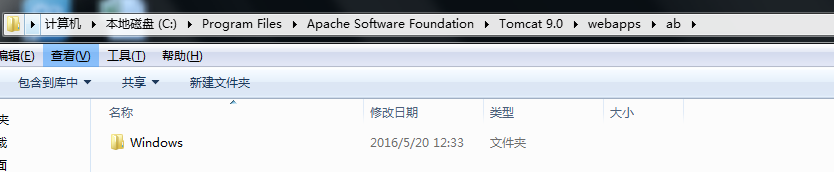 计算机 ▸ 本地磁盘 (C:) ▸ Program Files ▸ Apache Software Foundation ▸ Tomcat 9.0 ▸ webapps ▸ ab ▸
编辑(E) 查看(V) 工具(T) 帮助(H)
包含到库中 共享 新建文件夹
名称 修改日期 类型 大小
夹
Windows 2016/5/20 12:33 文件夹
载
面